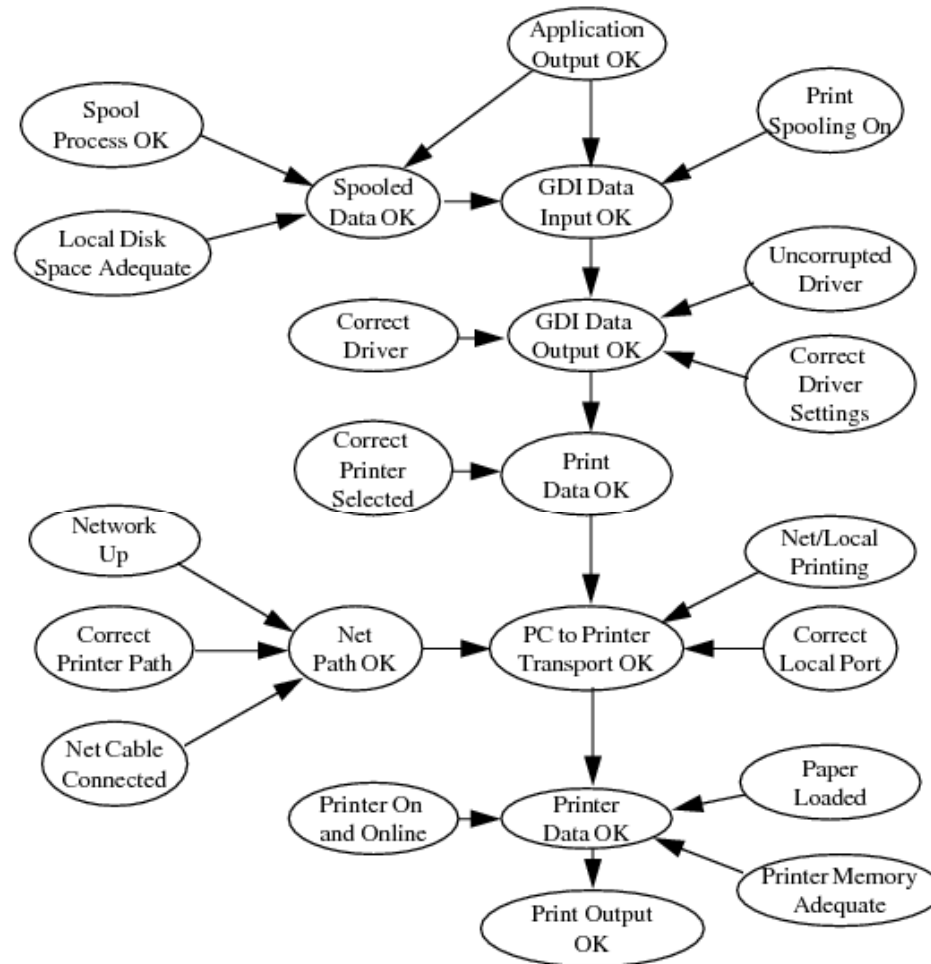 Application
Output OK
Spool
Process OK
Print
Spooling On
Spooled
Data OK
GDI Data
Input OK
Local Disk
Space Adequate
Uncorrupted
Driver
Correct
Driver
GDI Data
Output OK
Correct
Driver
Settings
Correct
Printer
Selected
Print
Data OK
Network
Up
Net/Local
Printing
Correct
Printer Path
Net
Path OK
PC to Printer
Transport OK
Correct
Local Port
Net Cable
Connected
Paper
Loaded
Printer On
and Online
Printer
Data OK
Printer Memory
Adequate
Print Output
OK